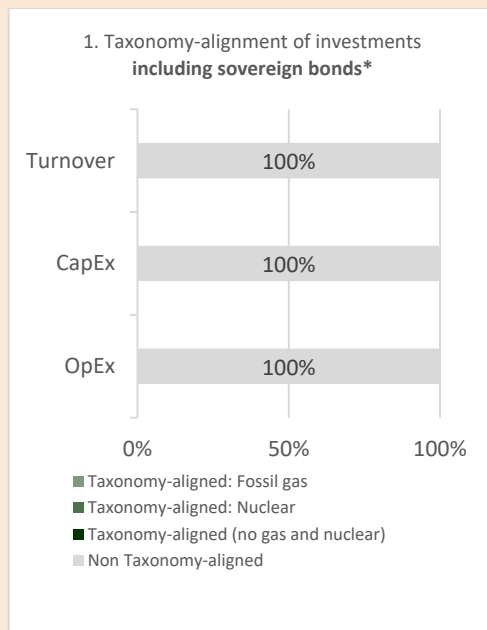 1. Taxonomy-alignment of investments
including sovereign bonds*
Turnover
100%
CapEx
100%
OpEx
100%
0% 50% 100%
Taxonomy-aligned: Fossil gas
Taxonomy-aligned: Nuclear
Taxonomy-aligned (no gas and nuclear)
Non Taxonomy-aligned